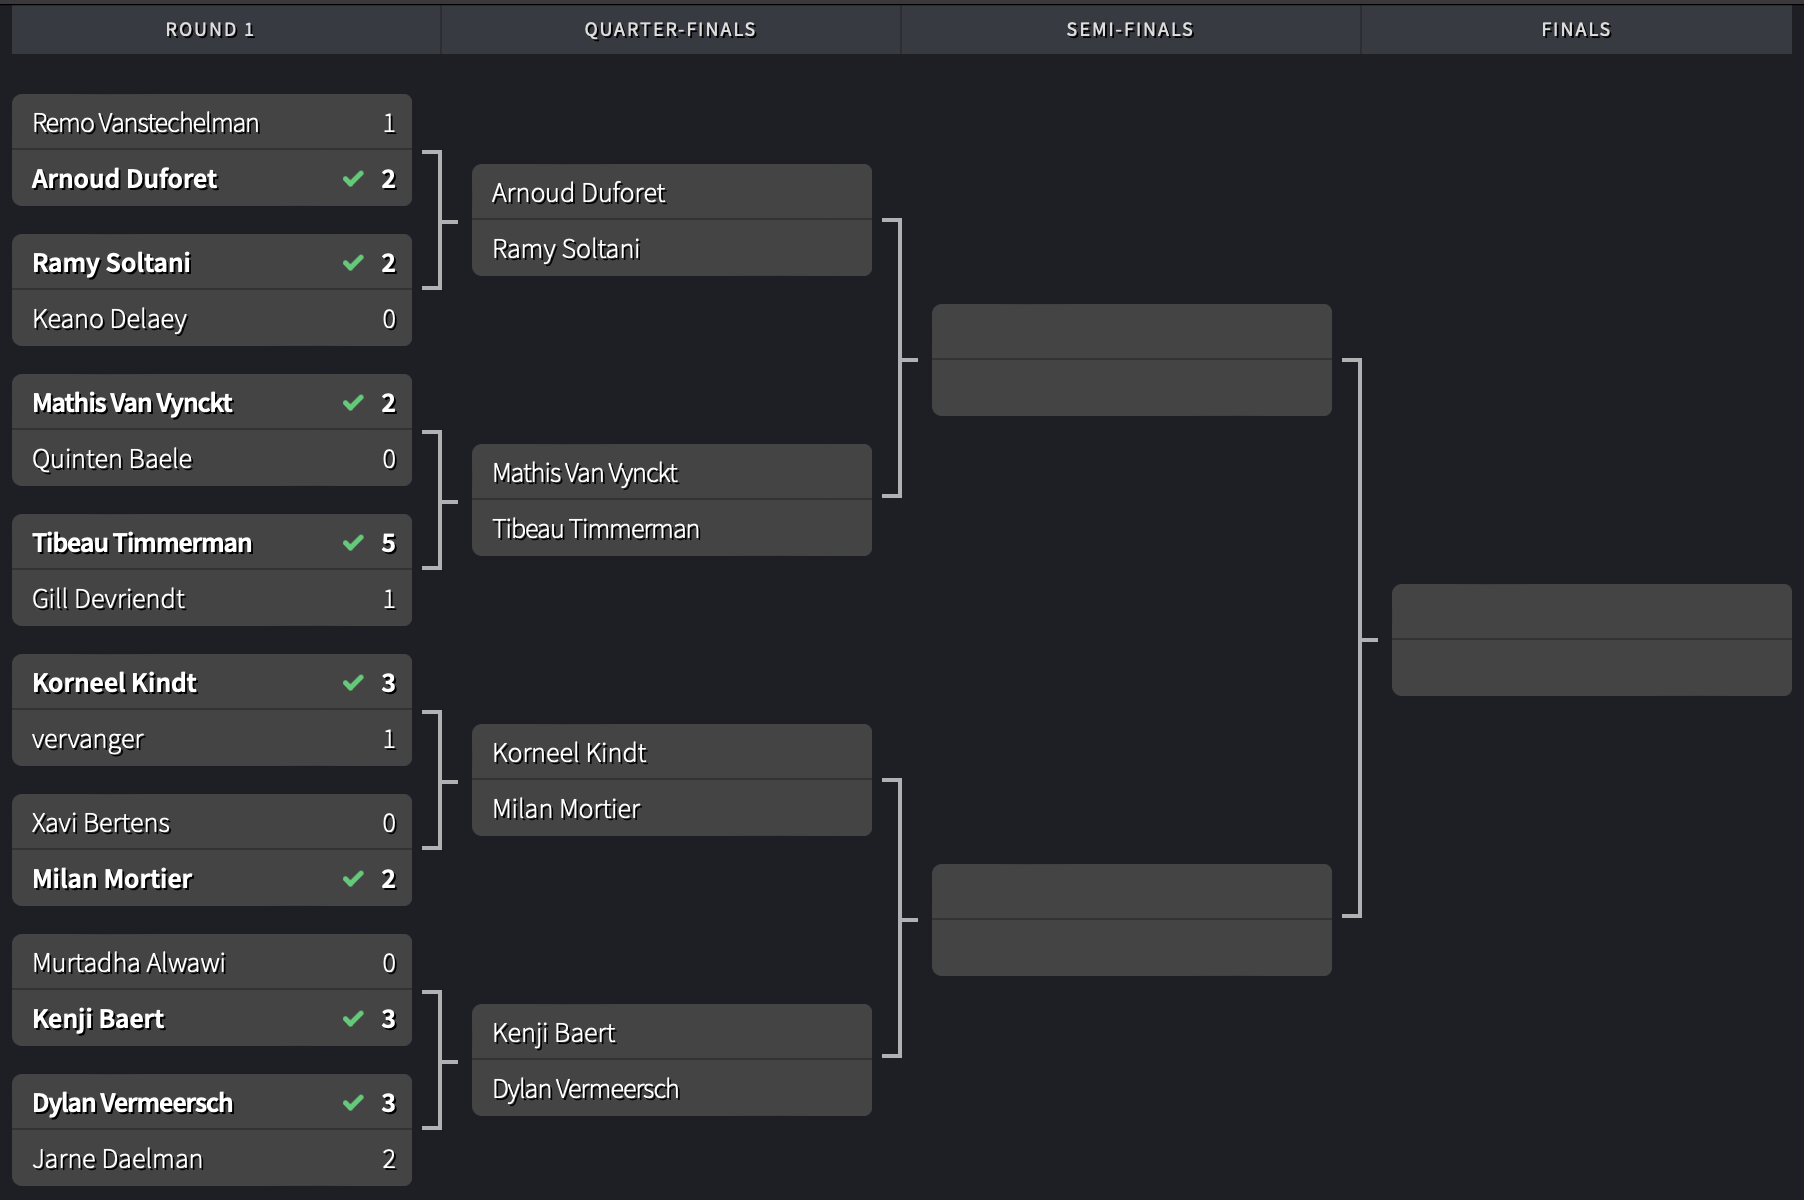 ROUND 1
QUARTER-FINALS
SEMI-FINALS
FINALS
Remo Vanstechelman 1
Arnoud Duforet 2
Ramy Soltani 2
Keano Delaey 0
Mathis Van Vynckt 2
Quinten Baele 0
Tibeau Timmerman 5
Gill Devriendt 1
Korneel Kindt 3
vervanger 1
Xavi Bertens 0
Milan Mortier 2
Murtadha Alwawi 0
Kenji Baert 3
Dylan Vermeersch 3
Jarne Daelman 2
Arnoud Duforet
Ramy Soltani
Mathis Van Vynckt
Tibeau Timmerman
Korneel Kindt
Milan Mortier
Kenji Baert
Dylan Vermeersch